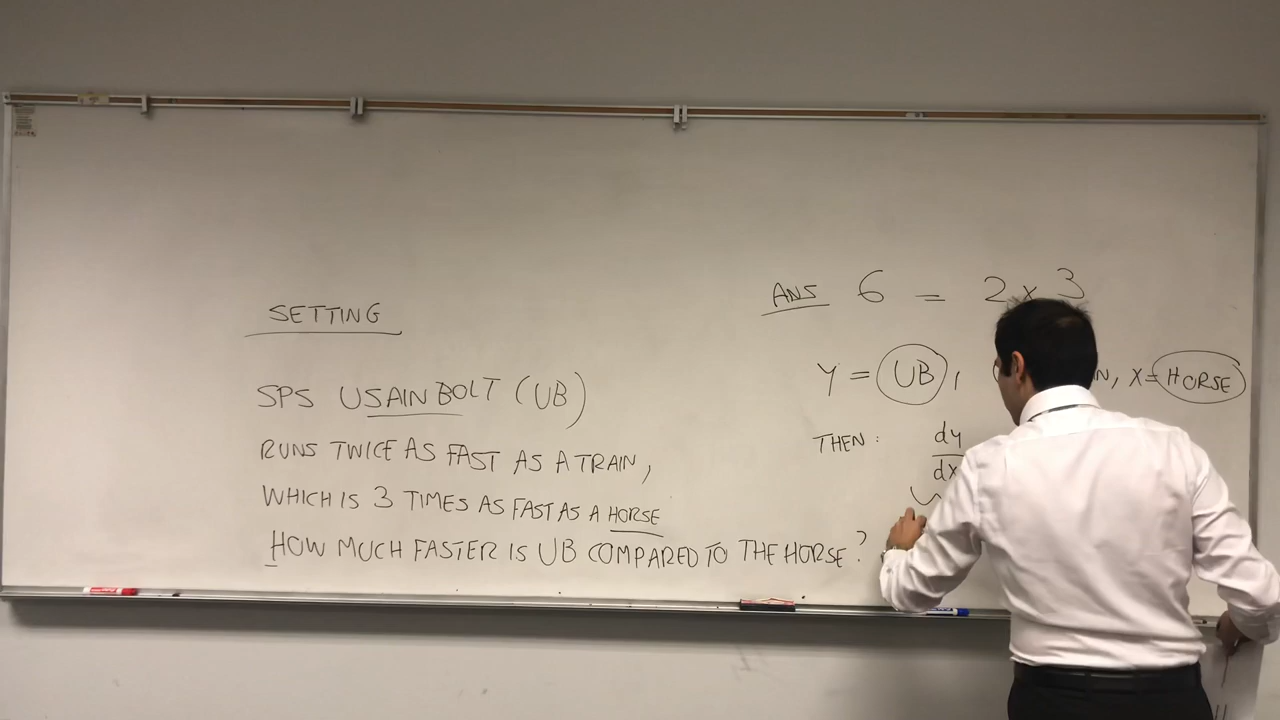 SETTING
SPS USAIN BOLT (UB)
RUNS TWICE AS FAST AS A TRAIN,
WHICH IS 3 TIMES AS FAST AS A HORSE
HOW MUCH FASTER IS UB COMPARED TO THE HORSE?
ANS 6 = 2 x 3
Y = UB, X = HORSE
THEN: dy
dx